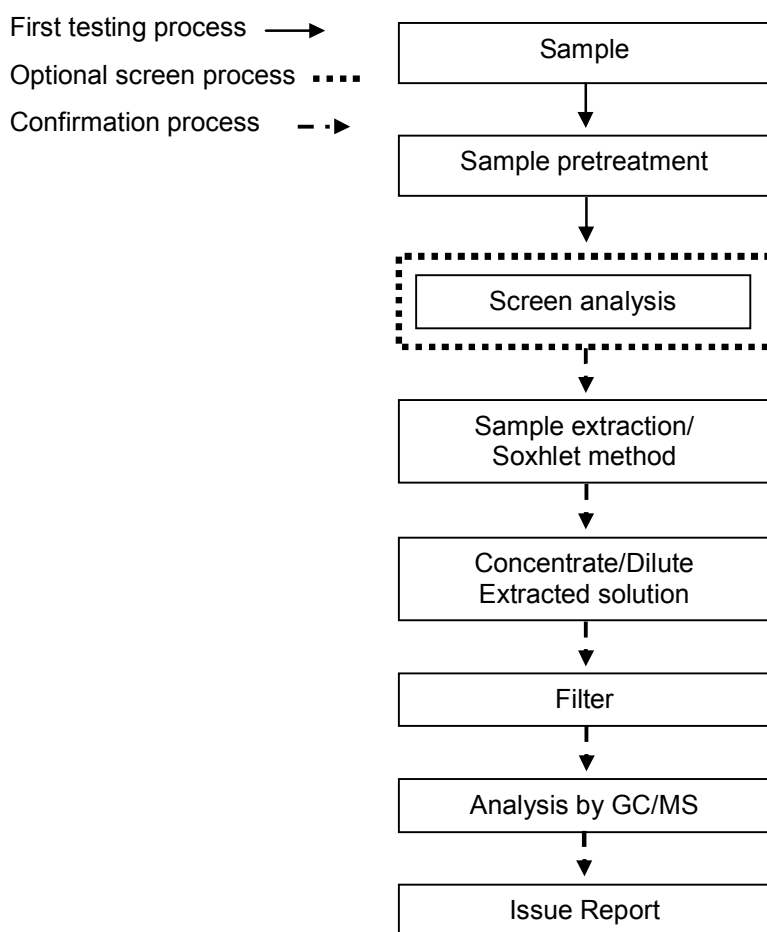 First testing process
Optional screen process
Confirmation process
Sample
Sample pretreatment
Screen analysis
Sample extraction/
Soxhlet method
Concentrate/Dilute
Extracted solution
Filter
Analysis by GC/MS
Issue Report